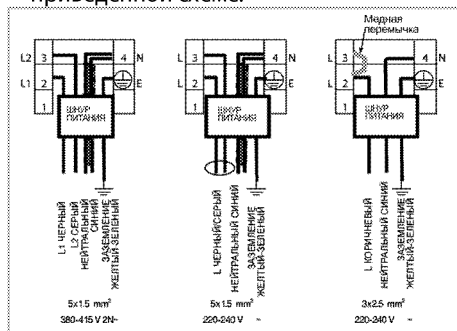 приведенной схеме.
Медная
перемычка
L2 3 4 N
L1 2 E
1
ШНУР
ПИТАНИЯ
L1 ЧЕРНЫЙ
L2 СЕРЫЙ
НЕЙТРАЛЬНЫЙ
СИНИЙ
ЗАЗЕМЛЕНИЕ
ЖЕЛТЫЙ-ЗЕЛЕНЫЙ
5x1.5 mm²
380-415 V 2N~
L 3 4 N
L 2 E
1
ШНУР
ПИТАНИЯ
L ЧЕРНЫЙ/СЕРЫЙ
НЕЙТРАЛЬНЫЙ СИНИЙ
ЗАЗЕМЛЕНИЕ
ЖЕЛТЫЙ-ЗЕЛЕНЫЙ
5x1.5 mm²
220-240 V ~
L 3 4 N
L 2 E
1
ШНУР
ПИТАНИЯ
L КОРИЧНЕВЫЙ
НЕЙТРАЛЬНЫЙ СИНИЙ
ЗАЗЕМЛЕНИЕ
ЖЕЛТЫЙ-ЗЕЛЕНЫЙ
3x2.5 mm²
220-240 V ~